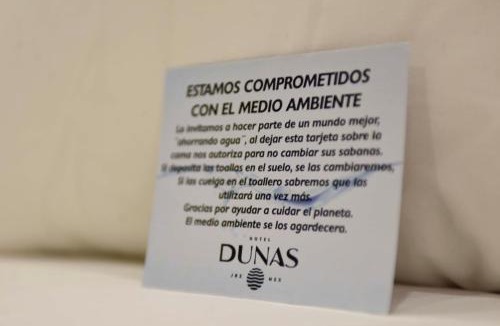 ESTAMOS COMPROMETIDOS
CON EL MEDIO AMBIENTE
Lo invitamos a hacer parte de un mundo mejor,
"ahorrando agua", al dejar esta tarjeta sobre la
cama nos autoriza para no cambiar sus sabanas.
Si deposita las toallas en el suelo, se las cambiaremos,
Si las cuelga en el toallero sabremos que las
utilizará una vez más.
Gracias por ayudar a cuidar el planeta.
El medio ambiente se los agardecera.
HOTEL
DUNAS
JRZ MEX